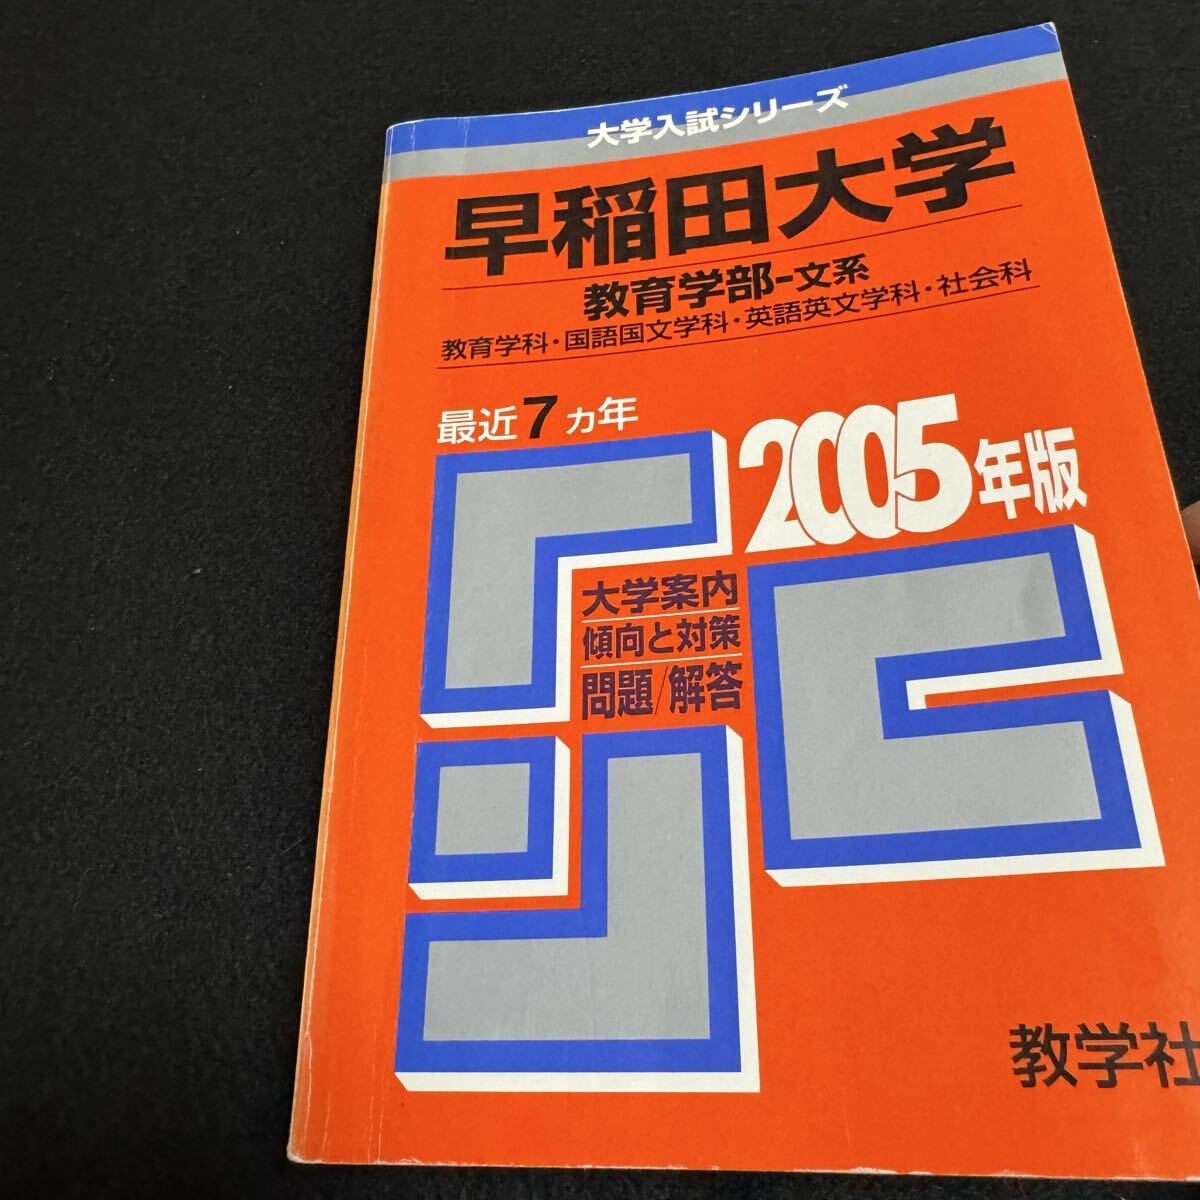 大学入試シリーズ
早稲田大学
教育学部-文系
教育学科・国語国文学科・英語英文学科・社会科
最近7ヵ年
2005年版
大学案内
傾向と対策
問題/解答
教学社